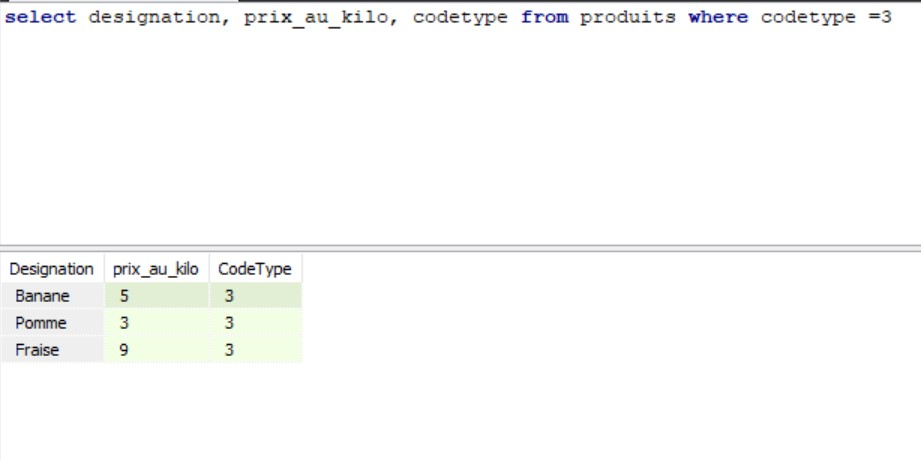 select designation, prix_au_kilo, codetype from produits where codetype =3
Designation prix_au_kilo CodeType
Banane 5 3
Pomme 3 3
Fraise 9 3